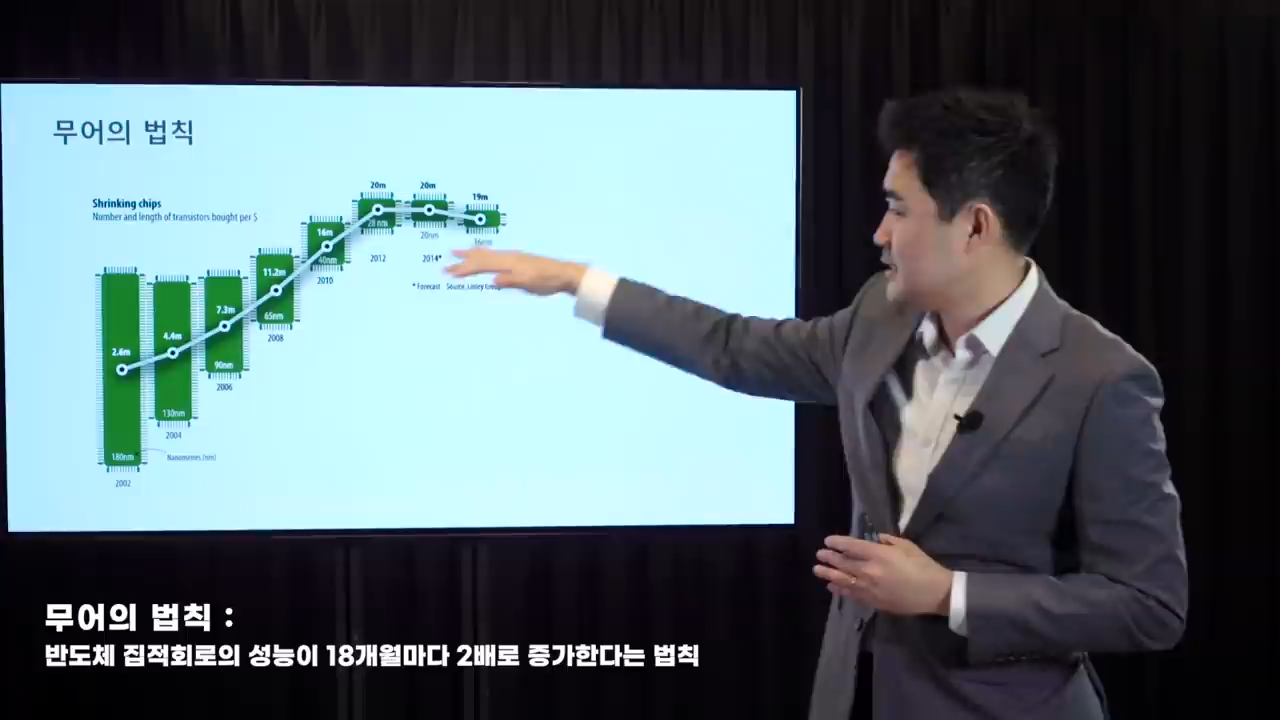 무어의 법칙
Shrinking chips
Number and length of transistors bought per $
20m
20m
19m
16m
28 nm
20nm
16nm
11.2m
40nm
2012
2014*
2010
7.3m
65nm
* Forecast Source, Linley Group
4.4m
2008
2.6m
90nm
2006
130nm
2004
180nm
Nanometres (nm)
2002
무어의 법칙 :
반도체 집적회로의 성능이 18개월마다 2배로 증가한다는 법칙